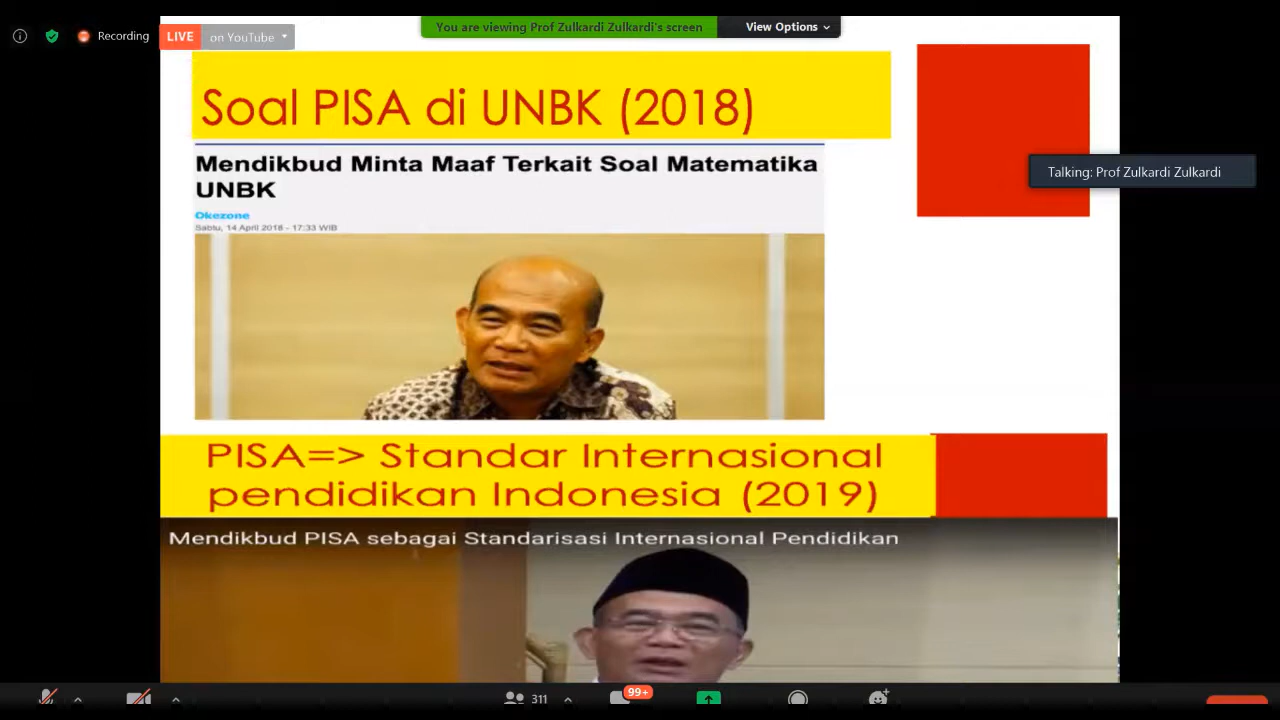 Recording
LIVE on YouTube
You are viewing Prof Zulkardi Zulkardi's screen
View Options
Soal PISA di UNBK (2018)
Mendikbud Minta Maaf Terkait Soal Matematika
UNBK
Okezone
Sabtu, 14 April 2018 - 17:33 WIB
Talking: Prof Zulkardi Zulkardi
PISA=> Standar Internasional
pendidikan Indonesia (2019)
Mendikbud PISA sebagai Standarisasi Internasional Pendidikan
311
99+